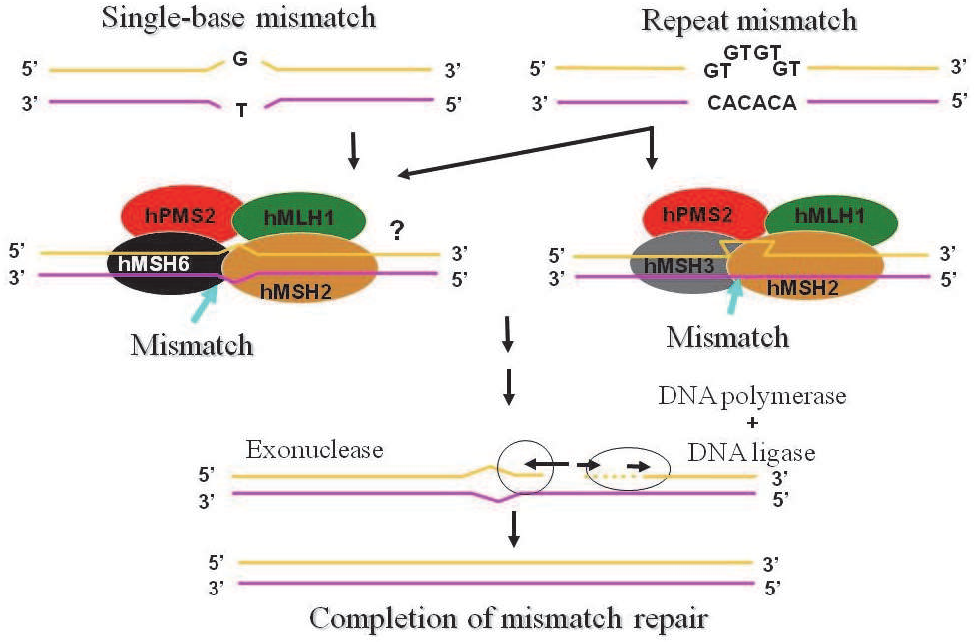 Single-base mismatch
Repeat mismatch
G
GTGT
5’
3’
5’
GT
GT
3’
3’
T
5’
3’
CACACA
5’
hPMS2
hMLH1
?
hPMS2
hMLH1
5’
3’
5’
3’
hMSH6
hMSH3
3’
hMSH2
5’
3’
hMSH2
5’
Mismatch
Mismatch
DNA polymerase
+
Exonuclease
DNA ligase
5’
3’
3’
5’
5’
3’
3’
5’
Completion of mismatch repair